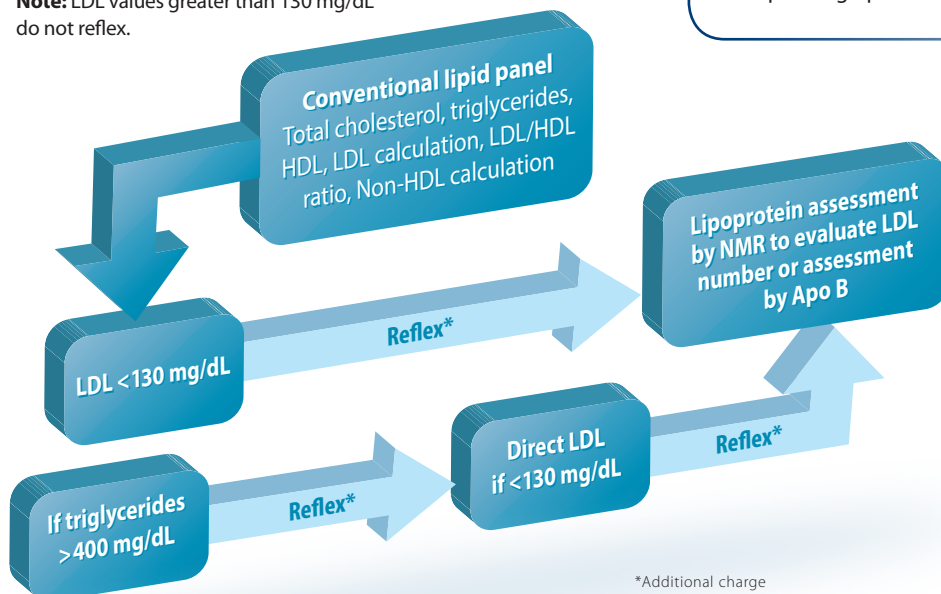 Note: LDL values greater than 130 mg/dL
do not reflex.
Conventional lipid panel
Total cholesterol, triglycerides,
HDL, LDL calculation, LDL/HDL
ratio, Non-HDL calculation
Lipoprotein assessment
by NMR to evaluate LDL
number or assessment
by Apo B
Reflex*
LDL <130 mg/dL
Direct LDL
if <130 mg/dL
Reflex*
If triglycerides
>400 mg/dL
Reflex*
*Additional charge